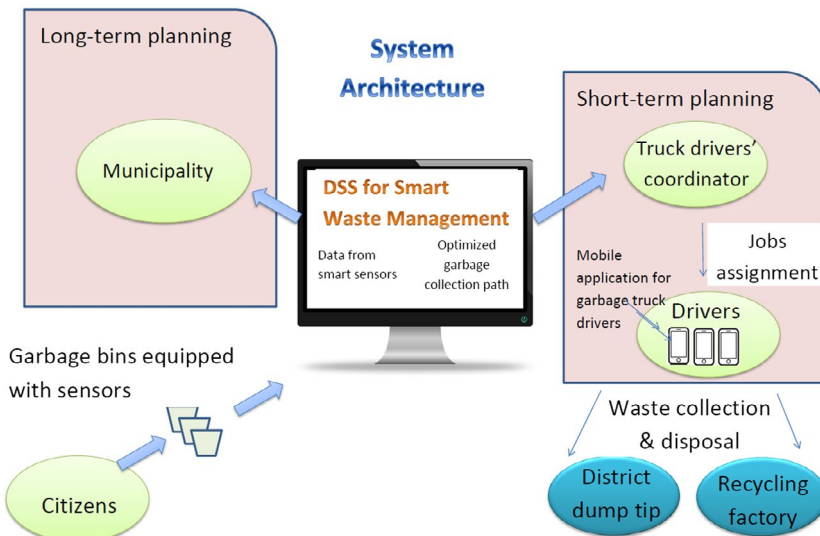 Long-term planning
Municipality
System
Architecture
DSS for Smart
Waste Management
Data from
smart sensors
Optimized
garbage
collection path
Short-term planning
Truck drivers'
coordinator
Jobs
assignment
Mobile
application for
garbage truck
drivers
Drivers
Garbage bins equipped
with sensors
Citizens
Waste collection
& disposal
District
dump tip
Recycling
factory